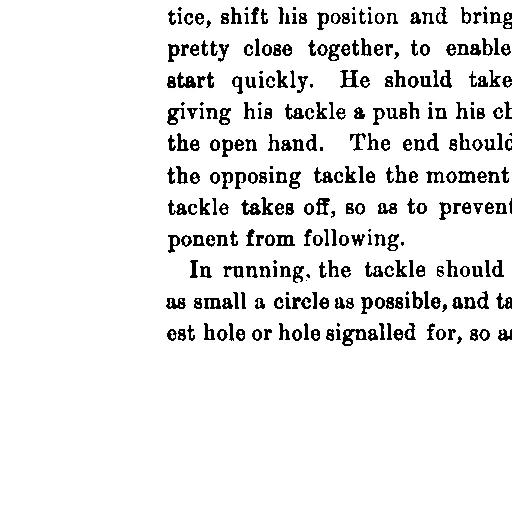 tice, shift his position and bring
pretty close together, to enable
start quickly. He should take
giving his tackle a push in his
the open hand. The end should
the opposing tackle the moment
tackle takes off, so as to prevent
ponent from following.
In running, the tackle should
as small a circle as possible, and
est hole or hole signalled for, so